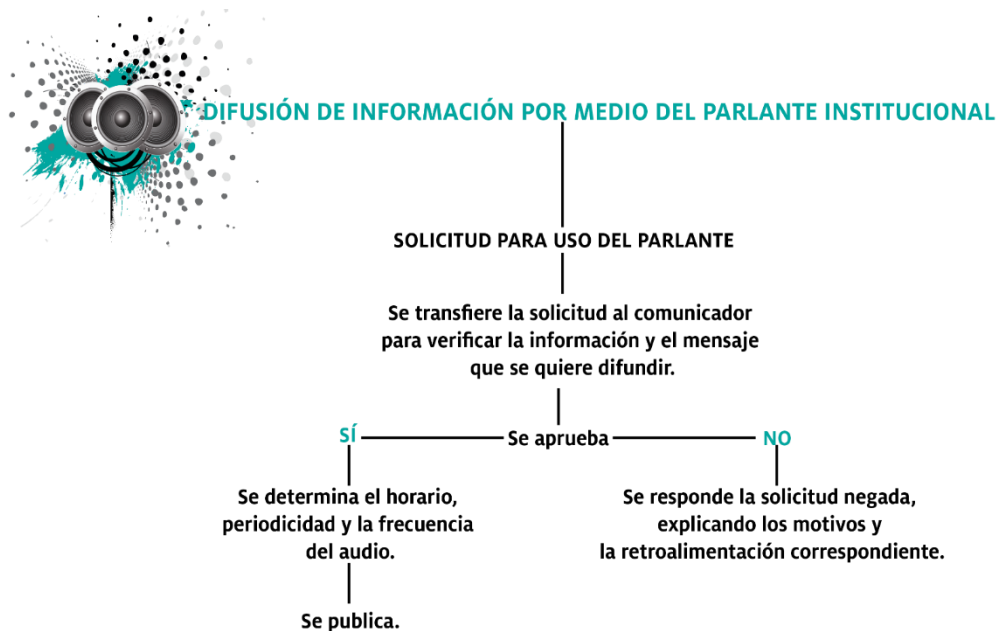 DIFUSIÓN DE INFORMACIÓN POR MEDIO DEL PARLANTE INSTITUCIONAL
SOLICITUD PARA USO DEL PARLANTE
Se transfiere la solicitud al comunicador
para verificar la información y el mensaje
que se quiere difundir.
SÍ
Se aprueba
NO
Se determina el horario,
periodicidad y la frecuencia
del audio.
Se responde la solicitud negada,
explicando los motivos y
la retroalimentación correspondiente.
Se publica.